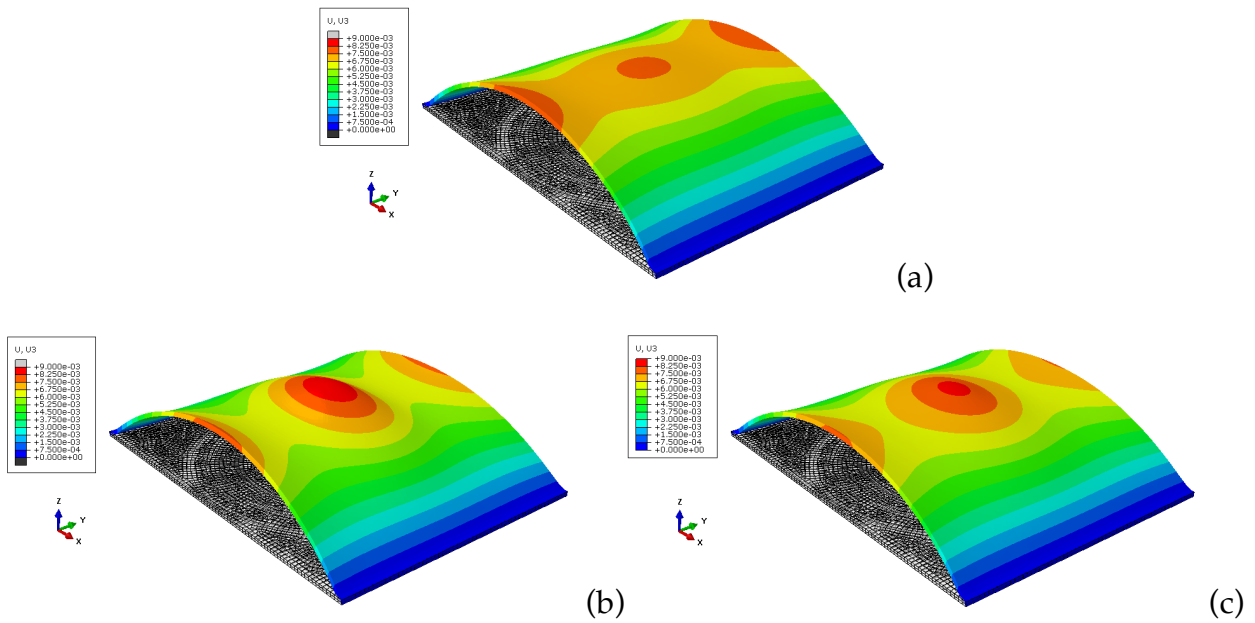 U, U3
+9.000e-03
+8.250e-03
+7.500e-03
+6.750e-03
+6.000e-03
+5.250e-03
+4.500e-03
+3.750e-03
+3.000e-03
+2.250e-03
+1.500e-03
+7.500e-04
+0.000e+00
Z
Y
X
(a)
U, U3
+9.000e-03
+8.250e-03
+7.500e-03
+6.750e-03
+6.000e-03
+5.250e-03
+4.500e-03
+3.750e-03
+3.000e-03
+2.250e-03
+1.500e-03
+7.500e-04
+0.000e+00
Z
Y
X
(b)
U, U3
+9.000e-03
+8.250e-03
+7.500e-03
+6.750e-03
+6.000e-03
+5.250e-03
+4.500e-03
+3.750e-03
+3.000e-03
+2.250e-03
+1.500e-03
+7.500e-04
+0.000e+00
Z
Y
X
(c)